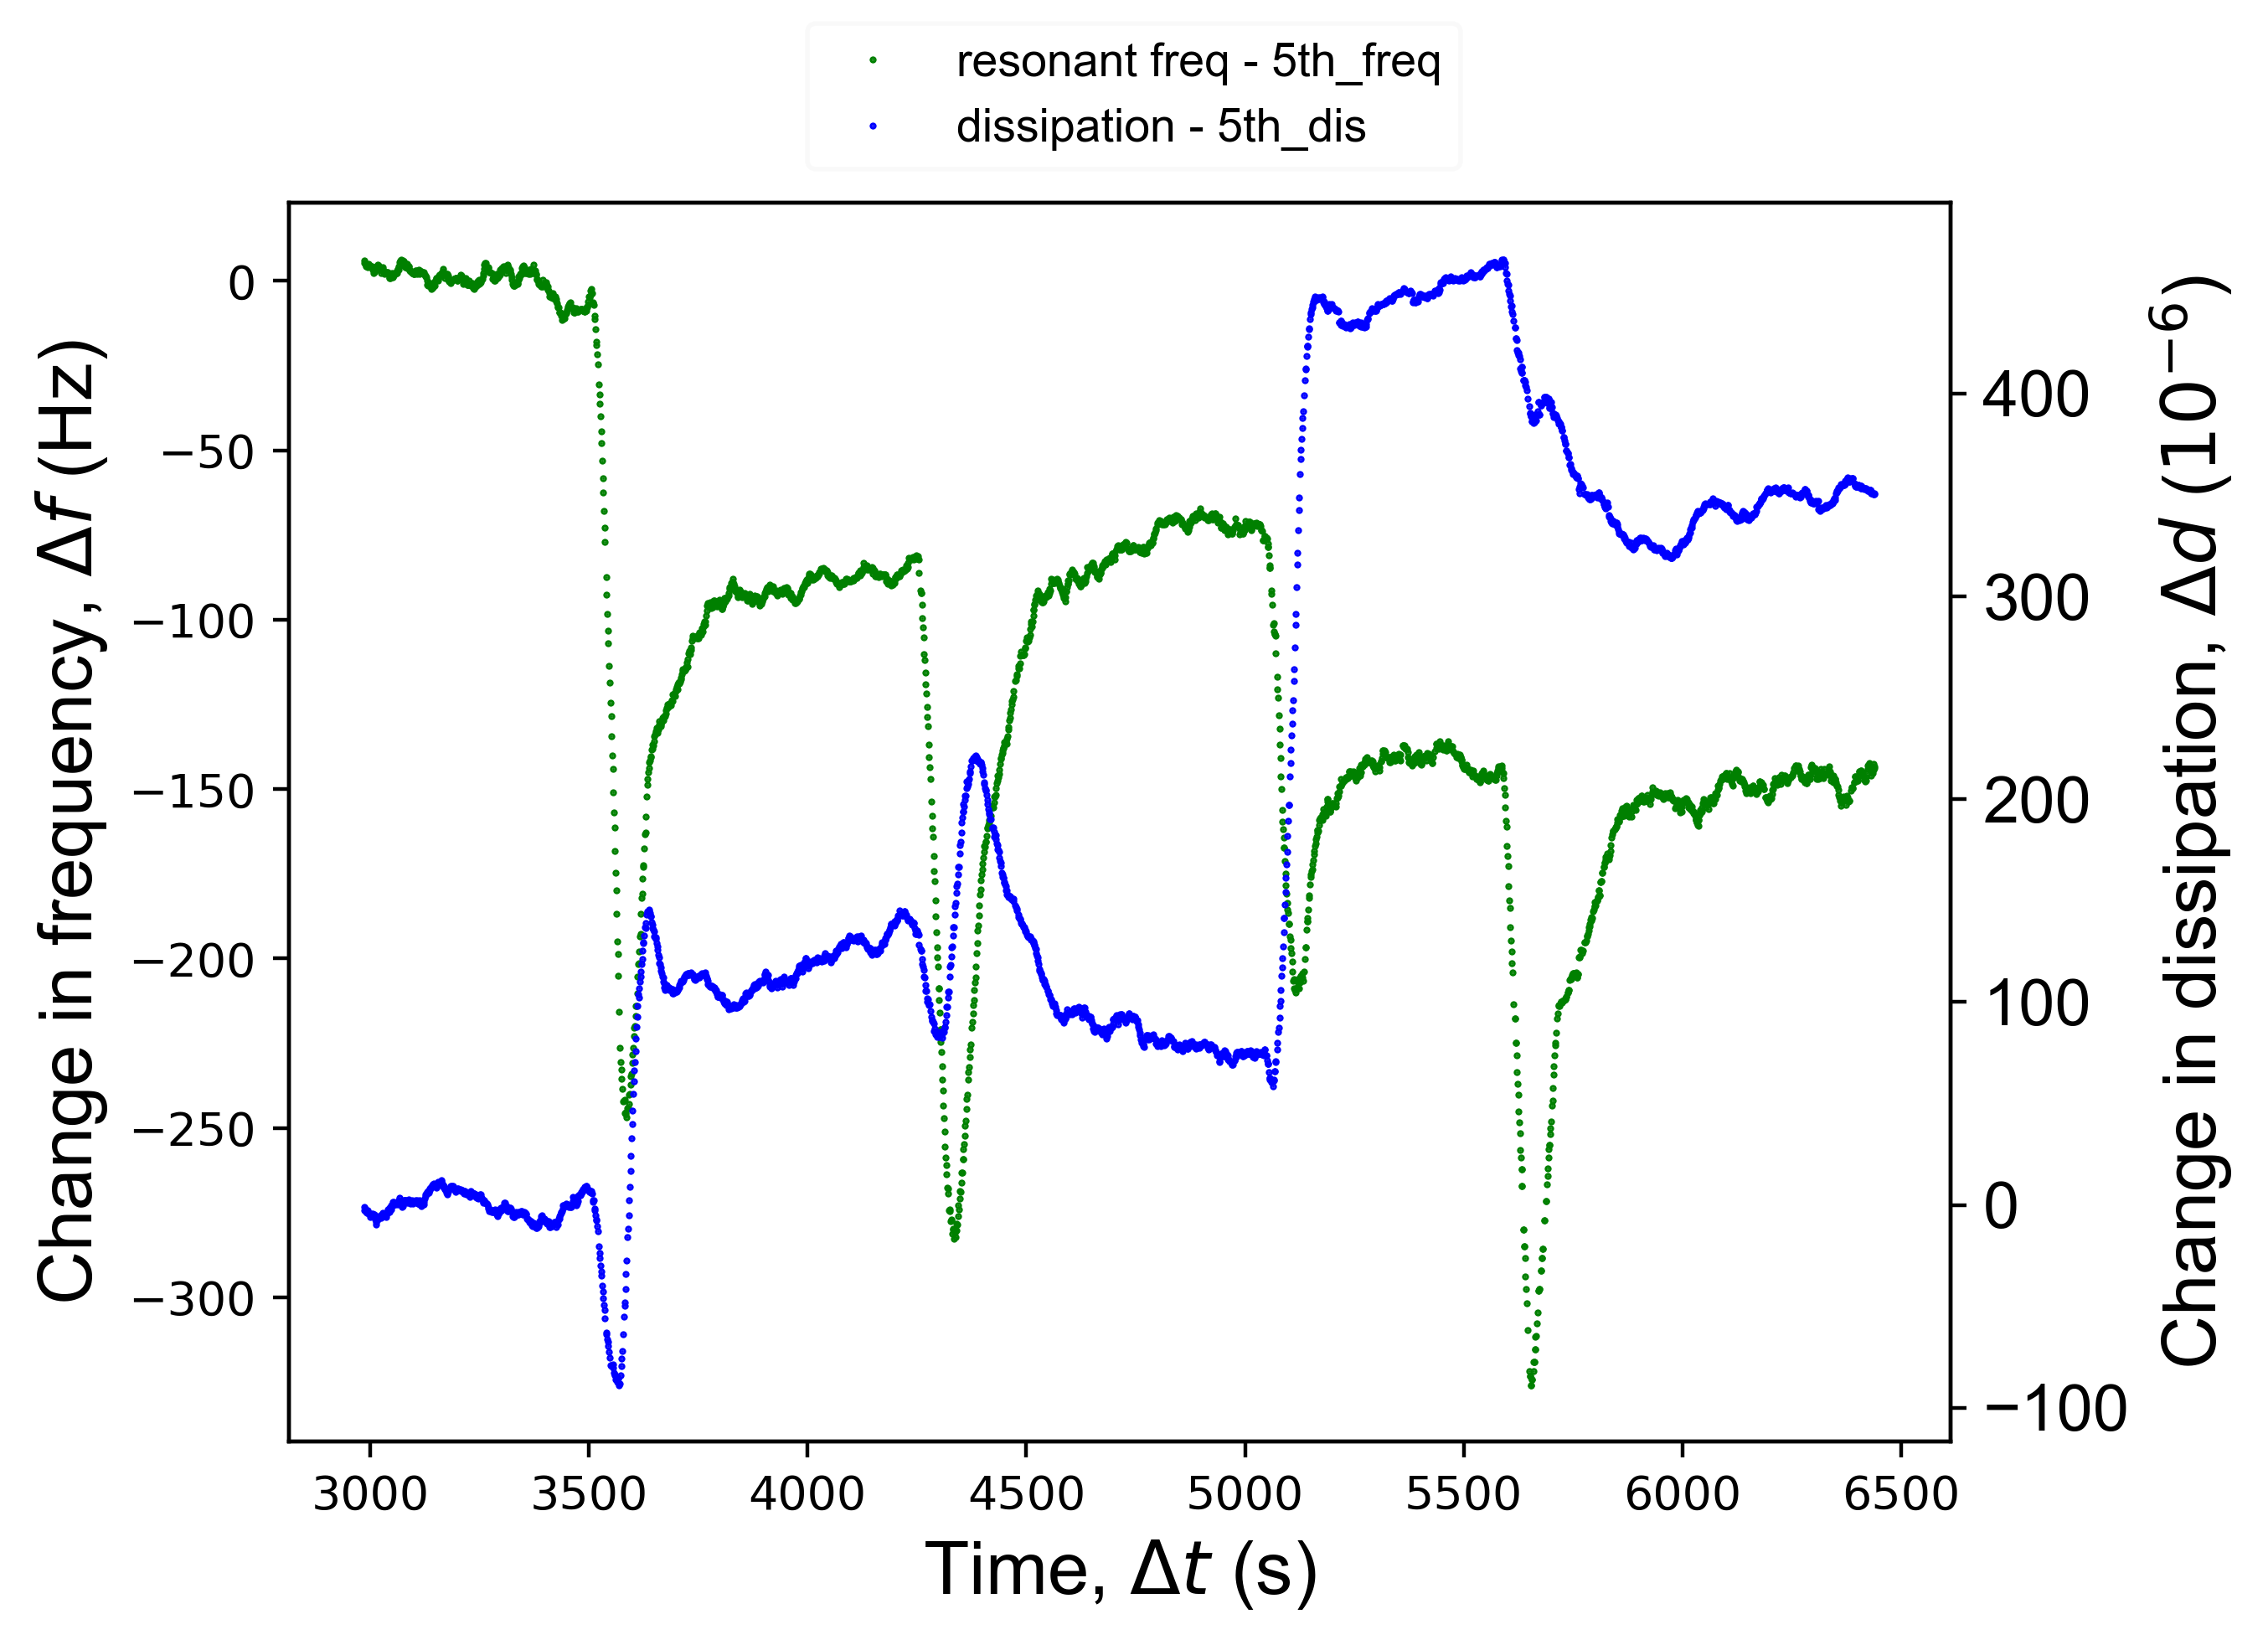 resonant freq - 5th_freq
dissipation - 5th_dis
Change in frequency, Δf (Hz)
0
−50
−100
−150
−200
−250
−300
3000 3500 4000 4500 5000 5500 6000 6500
Time, Δt (s)
400
300
200
100
0
−100
Change in dissipation, Δd (10⁻⁶)